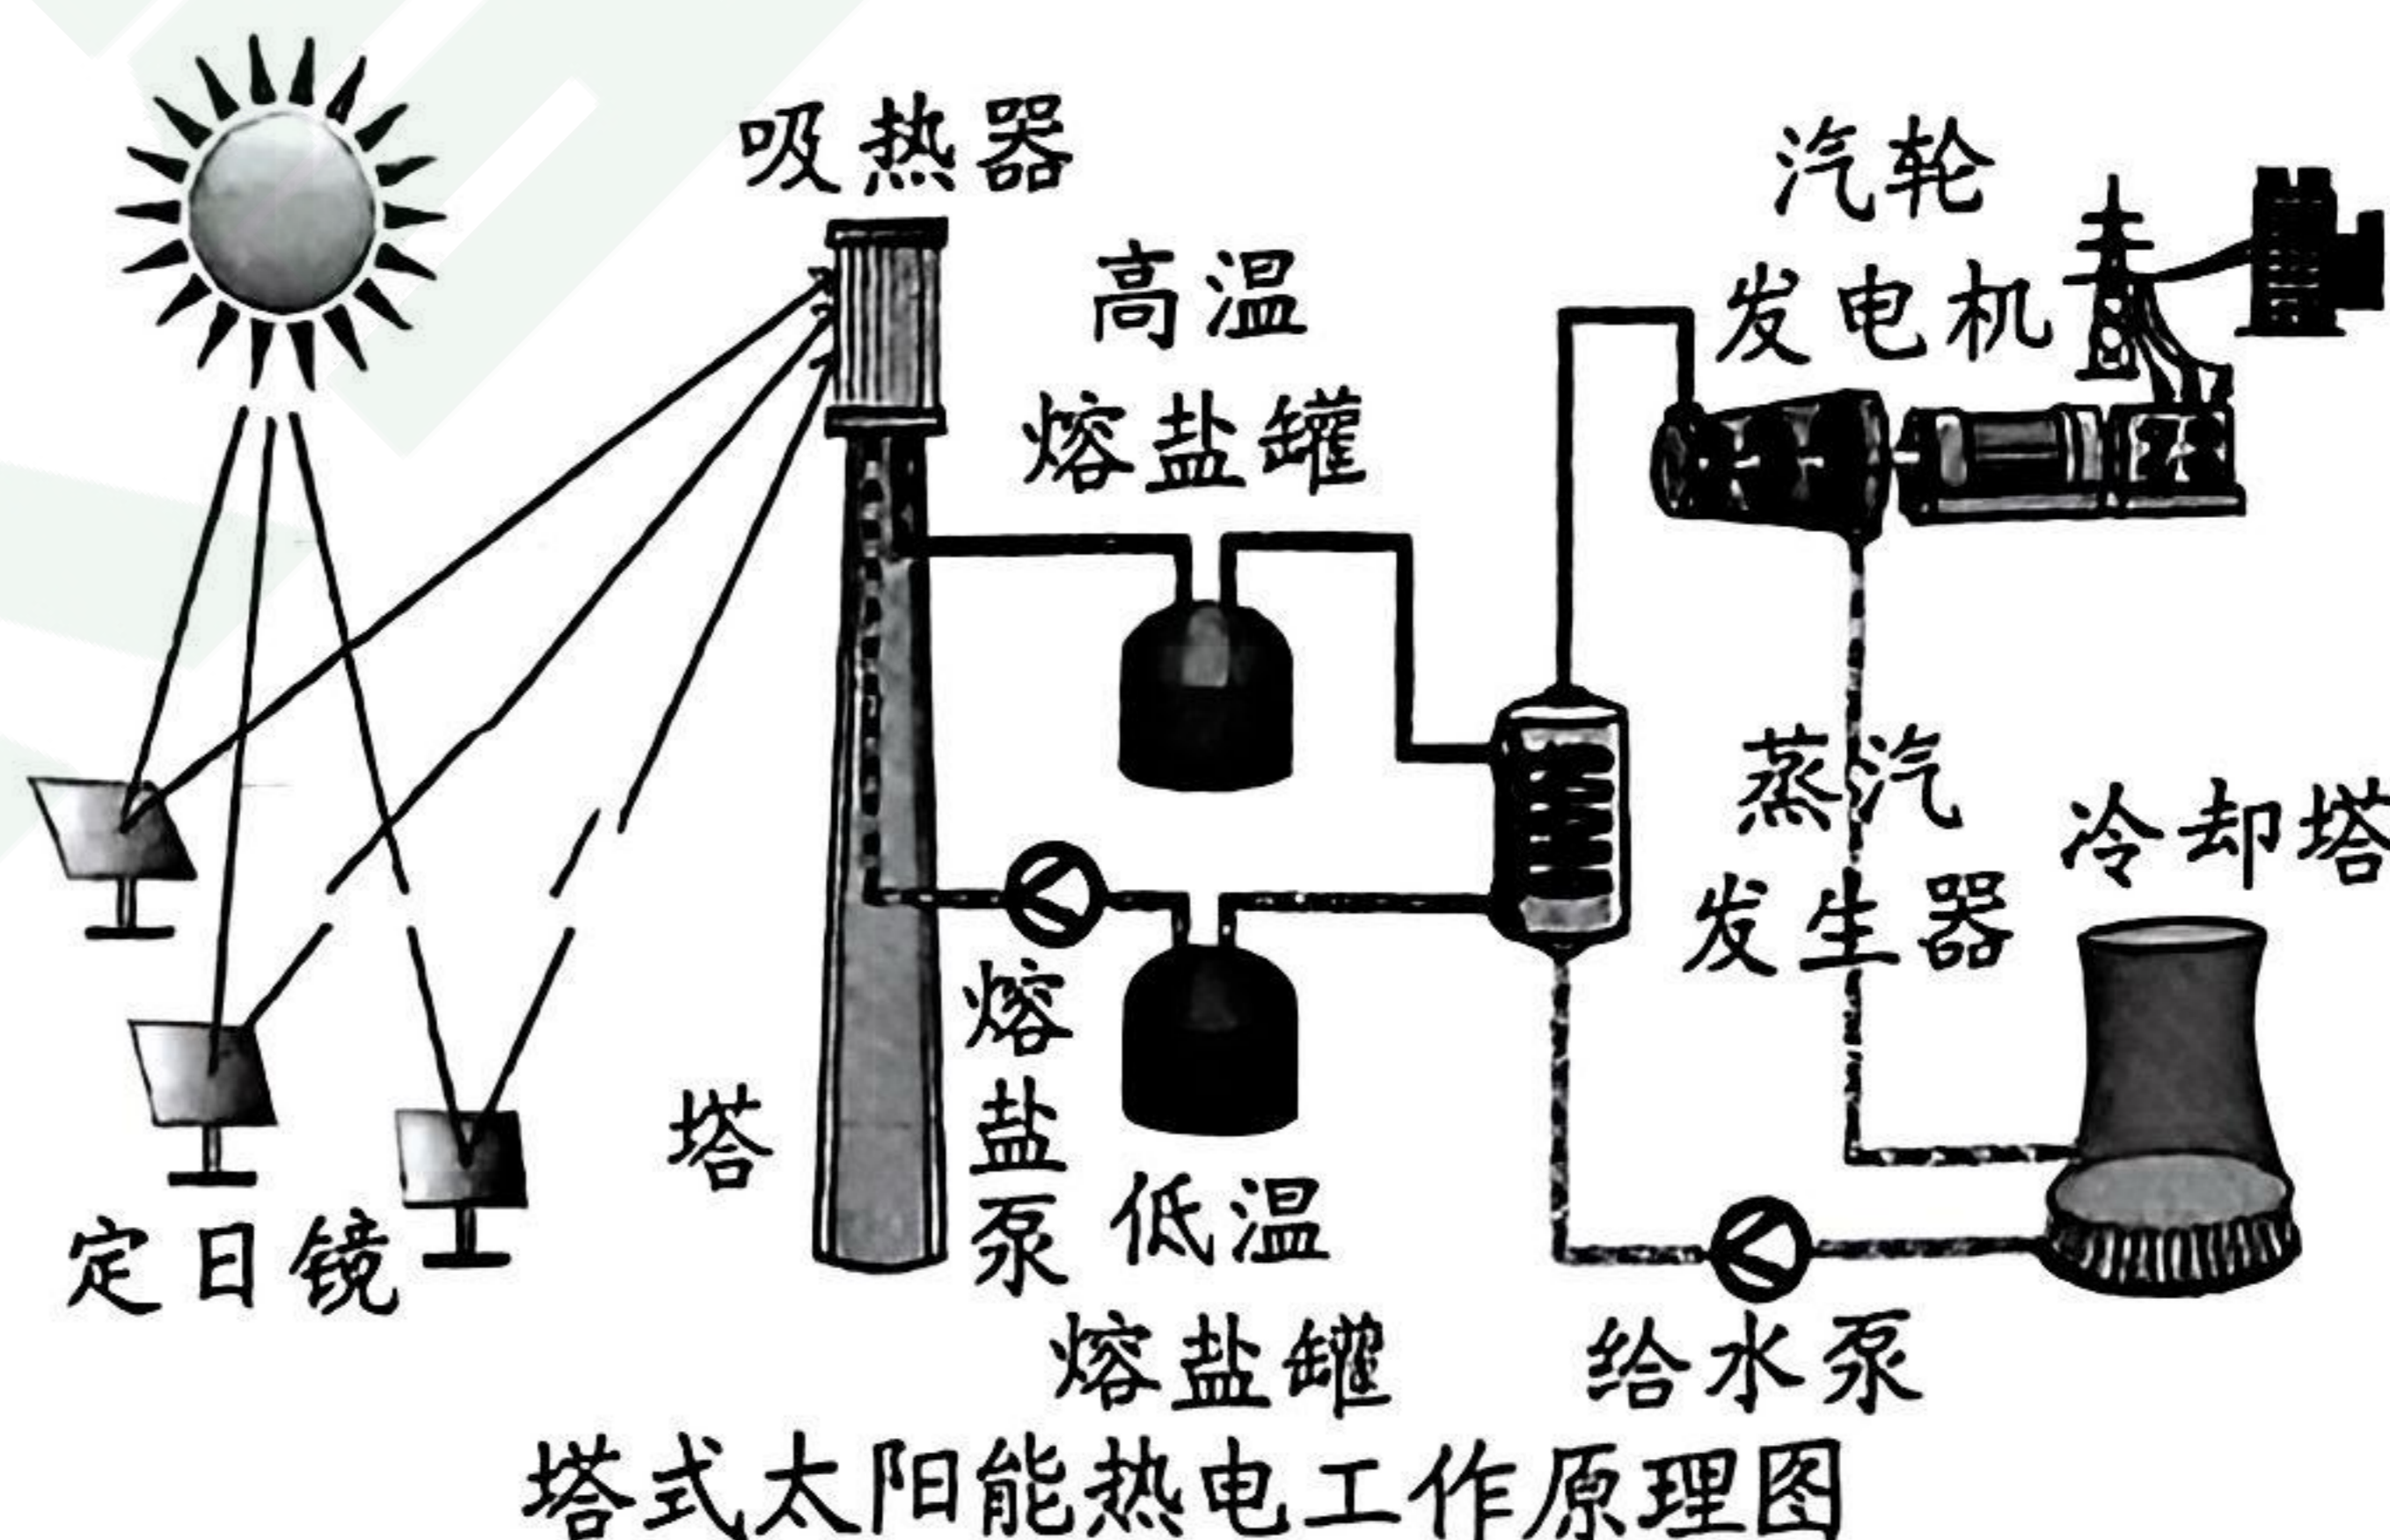 吸热器
高温
熔盐罐
汽轮
发电机
蒸汽
发生器
冷却塔
定日镜
塔
熔
盐
泵
低温
熔盐罐
给水泵
塔式太阳能热电工作原理图